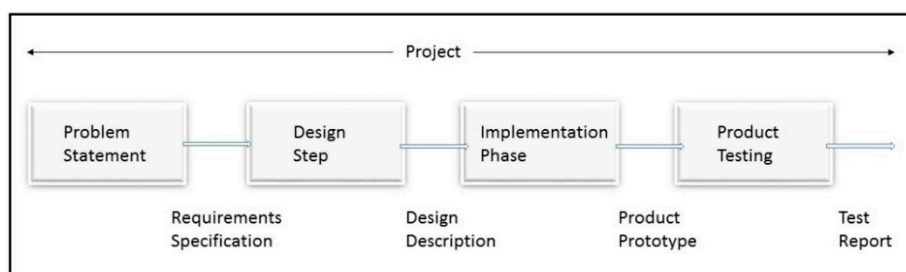 Project
Problem
Statement
Design
Step
Implementation
Phase
Product
Testing
Requirements
Specification
Design
Description
Product
Prototype
Test
Report